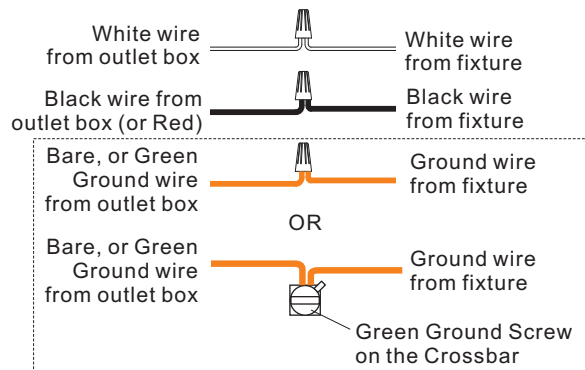 White wire
from outlet box
White wire
from fixture
Black wire from
outlet box (or Red)
Black wire
from fixture
Bare, or Green
Ground wire
from outlet box
Ground wire
from fixture
OR
Bare, or Green
Ground wire
from outlet box
Ground wire
from fixture
Green Ground Screw
on the Crossbar